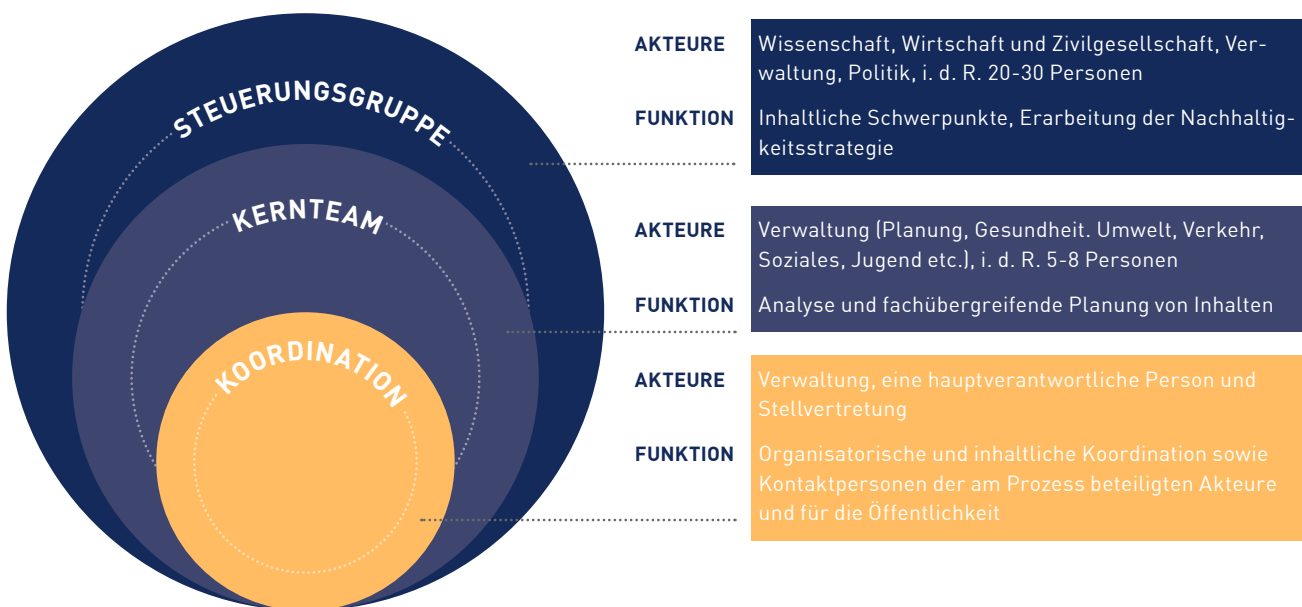 STEUERUNGSGRUPPE
AKTEURE
Wissenschaft, Wirtschaft und Zivilgesellschaft, Ver-
waltung, Politik, i. d. R. 20-30 Personen
FUNKTION
Inhaltliche Schwerpunkte, Erarbeitung der Nachhaltig-
keitsstrategie
KERNTEAM
AKTEURE
Verwaltung (Planung, Gesundheit. Umwelt, Verkehr,
Soziales, Jugend etc.), i. d. R. 5-8 Personen
FUNKTION
Analyse und fachübergreifende Planung von Inhalten
KOORDINATION
AKTEURE
Verwaltung, eine hauptverantwortliche Person und
Stellvertretung
FUNKTION
Organisatorische und inhaltliche Koordination sowie
Kontaktpersonen der am Prozess beteiligten Akteure
und für die Öffentlichkeit